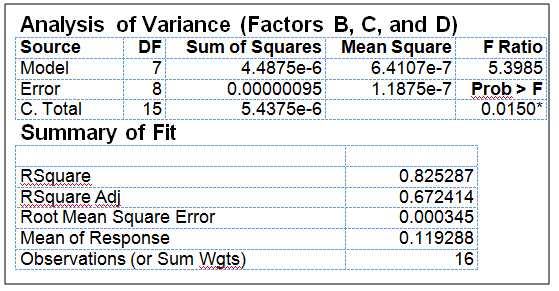 Analysis of Variance (Factors B, C, and D)
Source DF Sum of Squares Mean Square F Ratio
Model 7 4.4875e-6 6.4107e-7 5.3985
Error 8 0.00000095 1.1875e-7 Prob > F
C. Total 15 5.4375e-6 0.0150*
Summary of Fit
RSquare 0.825287
RSquare Adj 0.672414
Root Mean Square Error 0.000345
Mean of Response 0.119288
Observations (or Sum Wgts) 16